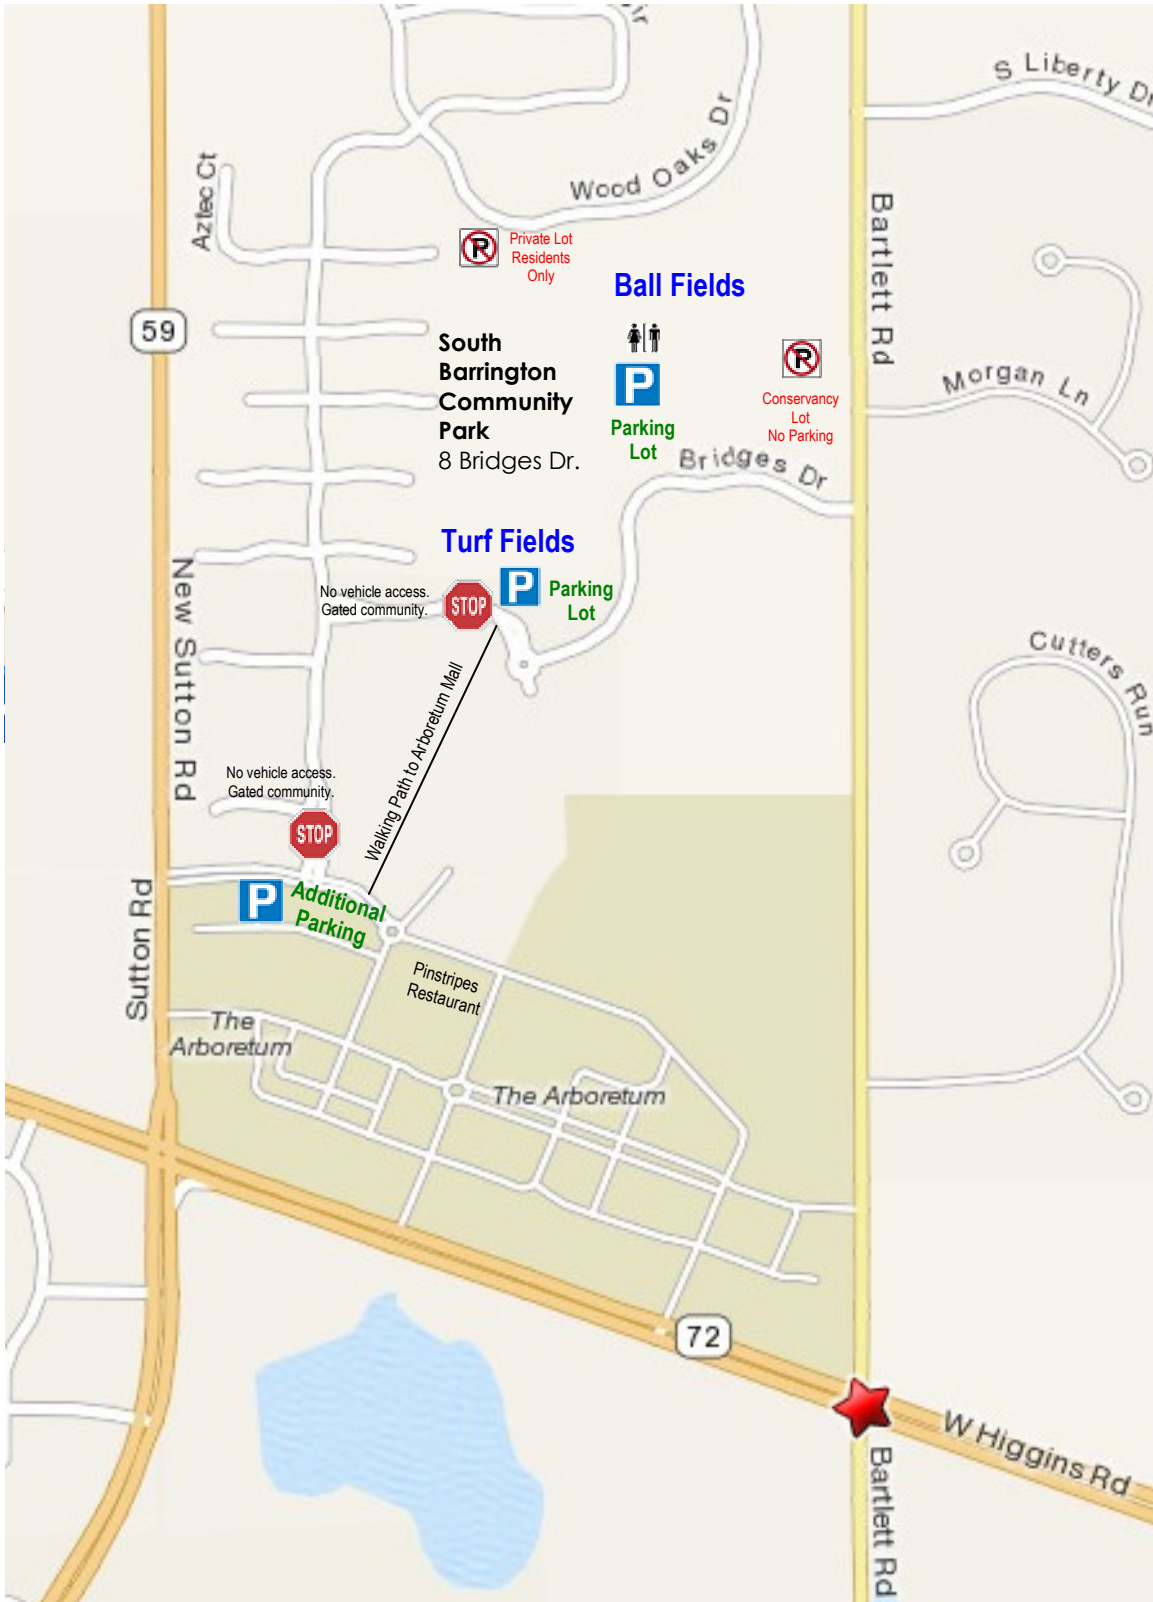 ir
S Liberty Dr
Wood Oaks Dr
Aztec Ct
Bartlett Rd
Private Lot
Residents
Only
Ball Fields
59
South
Barrington
Community
Park
8 Bridges Dr.
P
Parking
Lot
Conservancy
Lot
No Parking
Morgan Ln
Bridges Dr
Turf Fields
P
Parking
Lot
No vehicle access.
Gated community.
STOP
New Sutton Rd
Cutters Run
Walking Path to Arboretum Mall
No vehicle access.
Gated community.
STOP
P
Additional
Parking
Sutton Rd
Pinstripes
Restaurant
The
Arboretum
The Arboretum
72
W Higgins Rd
Bartlett Rd